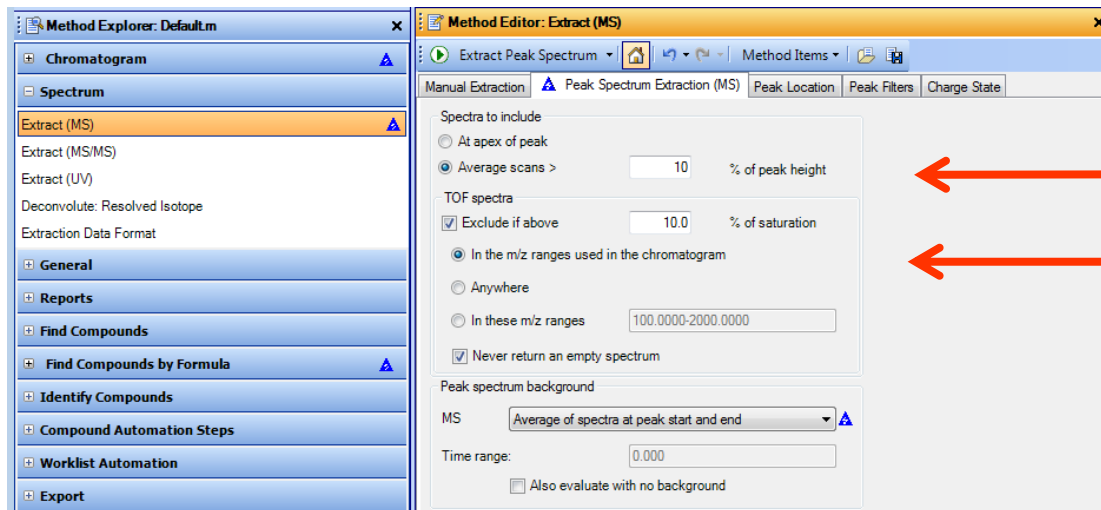 Method Explorer: Default.m
Chromatogram
Spectrum
Extract (MS)
Extract (MS/MS)
Extract (UV)
Deconvolute: Resolved Isotope
Extraction Data Format
General
Reports
Find Compounds
Find Compounds by Formula
Identify Compounds
Compound Automation Steps
Worklist Automation
Export
Method Editor: Extract (MS)
Extract Peak Spectrum Method Items
Manual Extraction Peak Spectrum Extraction (MS) Peak Location Peak Filters Charge State
Spectra to include
At apex of peak
Average scans > 10 % of peak height
TOF spectra
Exclude if above 10.0 % of saturation
In the m/z ranges used in the chromatogram
Anywhere
In these m/z ranges 100.0000-2000.0000
Never return an empty spectrum
Peak spectrum background
MS Average of spectra at peak start and end
Time range: 0.000
Also evaluate with no background